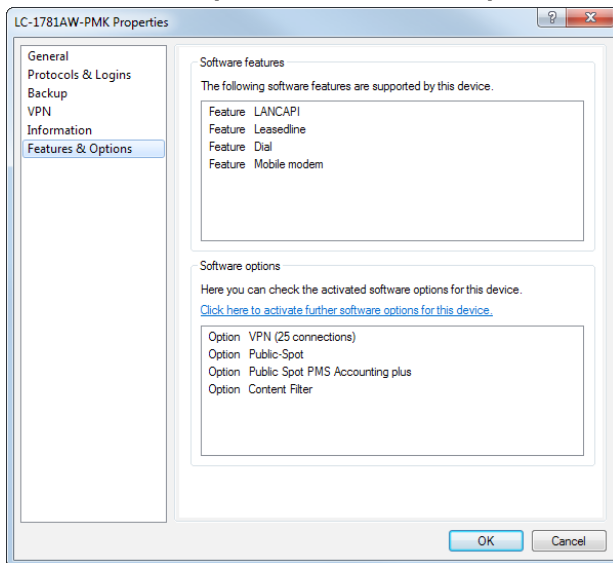 LC-1781AW-PMK Properties
General
Protocols & Logins
Backup
VPN
Information
Features & Options
Software features
The following software features are supported by this device.
Feature LANCAPI
Feature Leasedline
Feature Dial
Feature Mobile modem
Software options
Here you can check the activated software options for this device.
Click here to activate further software options for this device.
Option VPN (25 connections)
Option Public-Spot
Option Public Spot PMS Accounting plus
Option Content Filter
OK Cancel